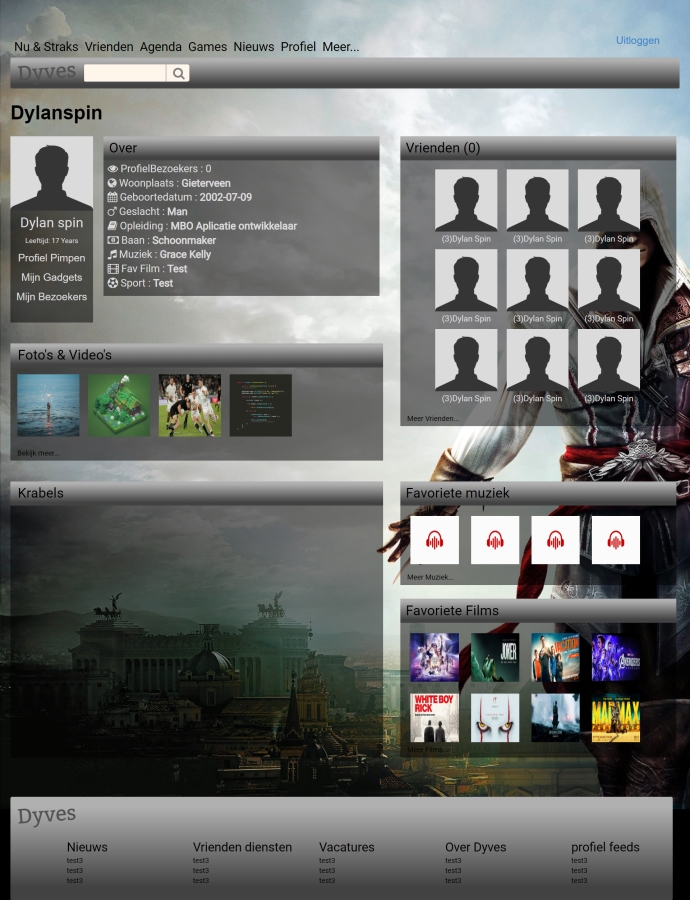 Uitloggen
Nu & Straks Vrienden Agenda Games Nieuws Profiel Meer...
Dyves
Dylanspin
Dylan spin
Leeftijd: 17 Years
Profiel Pimpen
Mijn Gadgets
Mijn Bezoekers
Over
ProfielBezoekers : 0
Woonplaats : Gieterveen
Geboortedatum : 2002-07-09
Geslacht : Man
Opleiding : MBO Aplicatie ontwikkelaar
Baan : Schoonmaker
Muziek : Grace Kelly
Fav Film : Test
Sport : Test
Vrienden (0)
(3)Dylan Spin (3)Dylan Spin (3)Dylan Spin
(3)Dylan Spin (3)Dylan Spin (3)Dylan Spin
(3)Dylan Spin (3)Dylan Spin (3)Dylan Spin
Meer Vrienden...
Foto's & Video's
Bekijk meer...
Krabels
Favoriete muziek
Meer Muziek...
Favoriete Films
JOKER
AVENGERS
WHITE BOY
RICK
MAD MAX
Meer Films...
Dyves
Nieuws Vrienden diensten Vacatures Over Dyves profiel feeds
test3 test3 test3 test3 test3
test3 test3 test3 test3 test3
test3 test3 test3 test3 test3